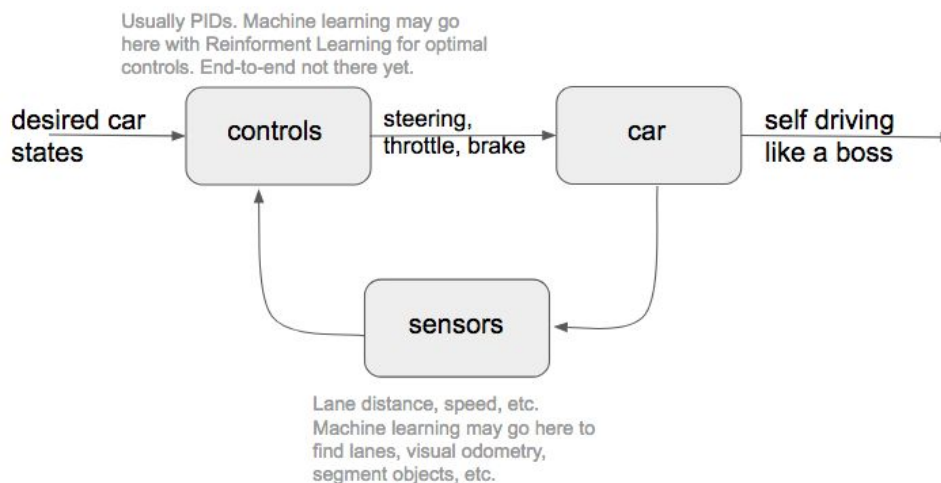 Usually PIDs. Machine learning may go
here with Reinforment Learning for optimal
controls. End-to-end not there yet.
desired car
states
controls
steering,
throttle, brake
car
self driving
like a boss
sensors
Lane distance, speed, etc.
Machine learning may go here to
find lanes, visual odometry,
segment objects, etc.